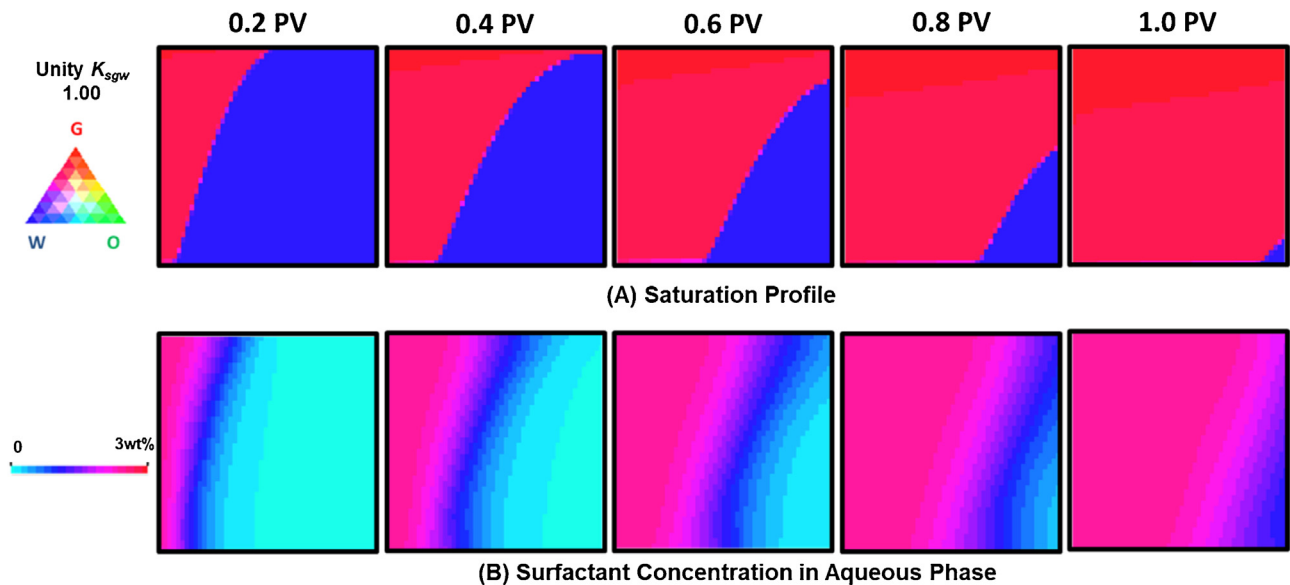 0.2 PV 0.4 PV 0.6 PV 0.8 PV 1.0 PV
Unity Ksgw
1.00
G
W O
(A) Saturation Profile
0 3wt%
(B) Surfactant Concentration in Aqueous Phase